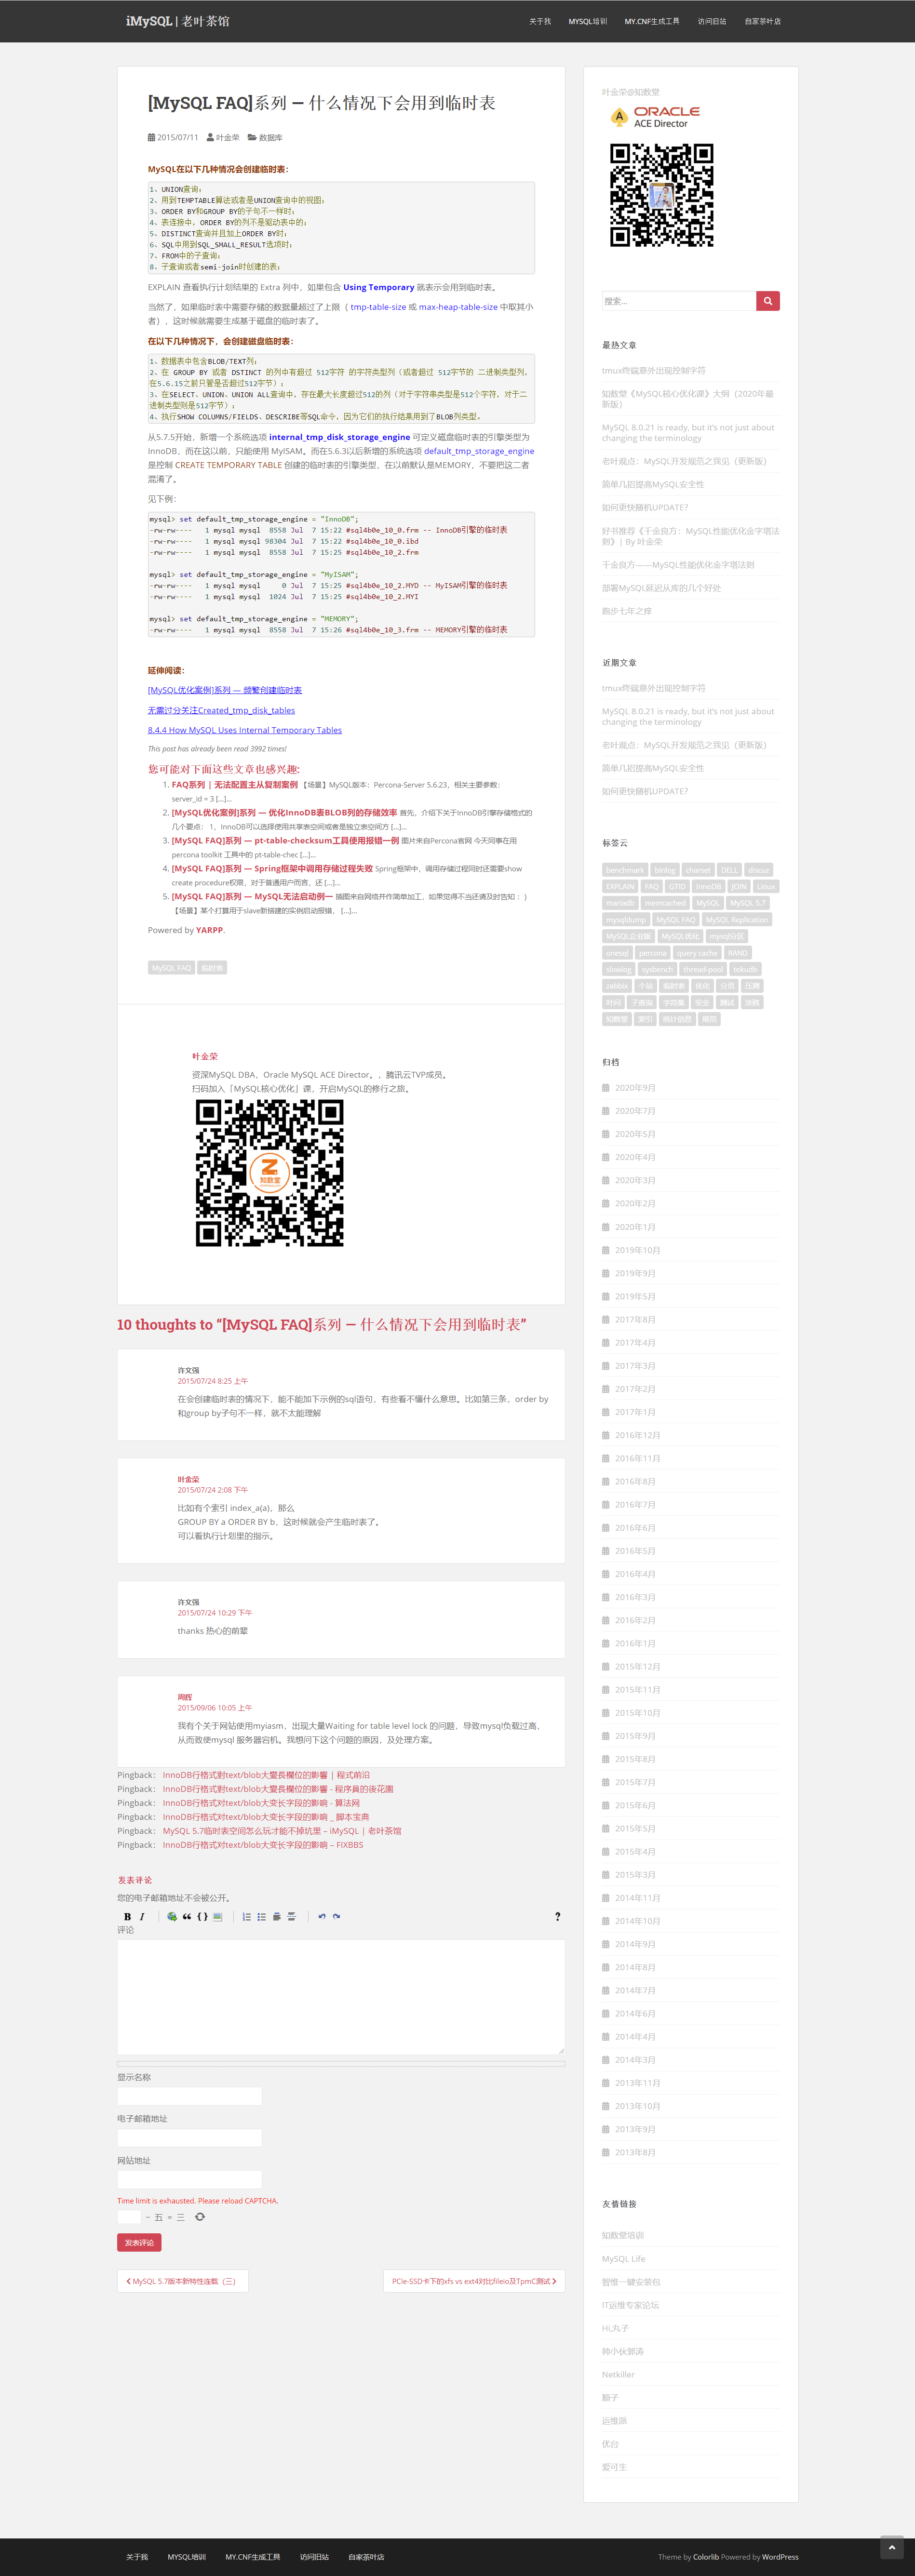 iMySQL | 老叶茶馆
关于我
MYSQL培训
MY.CNF生成工具
访问旧站
自家茶叶店
[MySQL FAQ]系列 — 什么情况下会用到临时表
2015/07/11 叶金荣 数据库
MySQL在以下几种情况会创建临时表：
1、UNION查询；
2、用到TEMPTABLE算法或者是UNION查询中的视图；
3、ORDER BY和GROUP BY的子句不一样时；
4、表连接中，ORDER BY的列不是驱动表中的；
5、DISTINCT查询并且加上ORDER BY时；
6、SQL中用到SQL_SMALL_RESULT选项时；
7、FROM中的子查询；
8、子查询或者semi-join时创建的表；
EXPLAIN 查看执行计划结果的 Extra 列中，如果包含 Using Temporary 就表示会用到临时表。
当然了，如果临时表中需要存储的数据量超过了上限（ tmp-table-size 或 max-heap-table-size 中取其小
者），这时候就需要生成基于磁盘的临时表了。
在以下几种情况下，会创建磁盘临时表：
1、数据表中包含BLOB/TEXT列；
2、在 GROUP BY 或者 DSTINCT 的列中有超过 512字符 的字符类型列（或者超过 512字节的 二进制类型列，
在5.6.15之前只管是否超过512字节）；
3、在SELECT、UNION、UNION ALL查询中，存在最大长度超过512的列（对于字符串类型是512个字符，对于二
进制类型则是512字节）；
4、执行SHOW COLUMNS/FIELDS、DESCRIBE等SQL命令，因为它们的执行结果用到了BLOB列类型。
从5.7.5开始，新增一个系统选项 internal_tmp_disk_storage_engine 可定义磁盘临时表的引擎类型为
InnoDB，而在这以前，只能使用 MyISAM。而在5.6.3以后新增的系统选项 default_tmp_storage_engine
是控制 CREATE TEMPORARY TABLE 创建的临时表的引擎类型，在以前默认是MEMORY，不要把这二者
混淆了。
见下例：
mysql> set default_tmp_storage_engine = "InnoDB";
-rw-rw---- 1 mysql mysql 8558 Jul 7 15:22 #sql4b0e_10_0.frm -- InnoDB引擎的临时表
-rw-rw---- 1 mysql mysql 98304 Jul 7 15:22 #sql4b0e_10_0.ibd
-rw-rw---- 1 mysql mysql 8558 Jul 7 15:25 #sql4b0e_10_2.frm
mysql> set default_tmp_storage_engine = "MyISAM";
-rw-rw---- 1 mysql mysql 0 Jul 7 15:25 #sql4b0e_10_2.MYD -- MyISAM引擎的临时表
-rw-rw---- 1 mysql mysql 1024 Jul 7 15:25 #sql4b0e_10_2.MYI
mysql> set default_tmp_storage_engine = "MEMORY";
-rw-rw---- 1 mysql mysql 8558 Jul 7 15:26 #sql4b0e_10_3.frm -- MEMORY引擎的临时表
延伸阅读：
[MySQL优化案例]系列 — 频繁创建临时表
无需过分关注Created_tmp_disk_tables
8.4.4 How MySQL Uses Internal Temporary Tables
This post has already been read 3992 times!
您可能对下面这些文章也感兴趣:
1. FAQ系列 | 无法配置主从复制案例 【场景】MySQL版本：Percona-Server 5.6.23，相关主要参数：
server_id = 3 [...]...
2. [MySQL优化案例]系列 — 优化InnoDB表BLOB列的存储效率 首先，介绍下关于InnoDB引擎存储格式的
几个要点： 1、InnoDB可以选择使用共享表空间或者是独立表空间方 [...]...
3. [MySQL FAQ]系列 — pt-table-checksum工具使用报错一例 图片来自Percona官网 今天同事在用
percona toolkit 工具中的 pt-table-chec [...]...
4. [MySQL FAQ]系列 — Spring框架中调用存储过程失败 Spring框架中，调用存储过程同时还需要show
create procedure权限，对于普通用户而言，还 [...]...
5. [MySQL FAQ]系列 — MySQL无法启动例一 插图来自网络并作简单加工，如果觉得不当还请及时告知：）
【场景】某个打算用于slave新搭建的实例启动报错， [...]...
Powered by YARPP.
MySQL FAQ 临时表
叶金荣
资深MySQL DBA，Oracle MySQL ACE Director。，腾讯云TVP成员。
扫码加入「MySQL核心优化」课，开启MySQL的修行之旅。
知数堂
10 thoughts to “[MySQL FAQ]系列 — 什么情况下会用到临时表”
许文强
2015/07/24 8:25 上午
在会创建临时表的情况下，能不能加下示例的sql语句，有些看不懂什么意思。比如第三条，order by
和group by子句不一样，就不太能理解
叶金荣
2015/07/24 2:08 下午
比如有个索引 index_a(a)，那么
GROUP BY a ORDER BY b，这时候就会产生临时表了。
可以看执行计划里的指示。
许文强
2015/07/24 10:29 下午
thanks 热心的前辈
周辉
2015/09/06 10:05 上午
我有个关于网站使用myiasm，出现大量Waiting for table level lock 的问题，导致mysql负载过高，
从而致使mysql 服务器宕机。我想问下这个问题的原因，及处理方案。
Pingback： InnoDB行格式對text/blob大變長欄位的影響 | 程式前沿
Pingback： InnoDB行格式對text/blob大變長欄位的影響 - 程序員的後花園
Pingback： InnoDB行格式对text/blob大变长字段的影响 - 算法网
Pingback： InnoDB行格式对text/blob大变长字段的影响 _ 脚本宝典
Pingback： MySQL 5.7临时表空间怎么玩才能不掉坑里 – iMySQL | 老叶茶馆
Pingback： InnoDB行格式对text/blob大变长字段的影响 – FIXBBS
发表评论
您的电子邮箱地址不会被公开。
B I
评论
显示名称
电子邮箱地址
网站地址
Time limit is exhausted. Please reload CAPTCHA.
− 五 = 三
发表评论
MySQL 5.7版本新特性连载（三）
PCIe-SSD卡下的xfs vs ext4对比fileio及TpmC测试
叶金荣@知数堂
ORACLE
ACE Director
搜索...
最热文章
tmux终端意外出现控制字符
知数堂《MySQL核心优化课》大纲（2020年最
新版）
MySQL 8.0.21 is ready, but it's not just about
changing the terminology
老叶观点：MySQL开发规范之我见（更新版）
简单几招提高MySQL安全性
如何更快随机UPDATE?
好书推荐《千金良方：MySQL性能优化金字塔法
则》| By 叶金荣
千金良方——MySQL性能优化金字塔法则
部署MySQL延迟从库的几个好处
跑步七年之痒
近期文章
tmux终端意外出现控制字符
MySQL 8.0.21 is ready, but it's not just about
changing the terminology
老叶观点：MySQL开发规范之我见（更新版）
简单几招提高MySQL安全性
如何更快随机UPDATE?
标签云
benchmark binlog charset DELL discuz
EXPLAIN FAQ GTID InnoDB JOIN Linux
mariadb memcached MySQL MySQL 5.7
mysqldump MySQL FAQ MySQL Replication
MySQL企业版 MySQL优化 mysql分区
onesql percona query cache RAND
slowlog sysbench thread-pool tokudb
zabbix 个站 临时表 优化 分页 压测
时间 子查询 字符集 安全 测试 涂鸦
知数堂 索引 统计信息 规范
归档
2020年9月
2020年7月
2020年5月
2020年4月
2020年3月
2020年2月
2020年1月
2019年10月
2019年9月
2019年5月
2017年8月
2017年4月
2017年3月
2017年2月
2017年1月
2016年12月
2016年11月
2016年8月
2016年7月
2016年6月
2016年5月
2016年4月
2016年3月
2016年2月
2016年1月
2015年12月
2015年11月
2015年10月
2015年9月
2015年8月
2015年7月
2015年6月
2015年5月
2015年4月
2015年3月
2014年11月
2014年10月
2014年9月
2014年8月
2014年7月
2014年6月
2014年4月
2014年3月
2013年11月
2013年10月
2013年9月
2013年8月
友情链接
知数堂培训
MySQL Life
智维一键安装包
IT运维专家论坛
Hi,丸子
帅小伙郭涛
Netkiller
运维派
优台
爱可生
关于我
MYSQL培训
MY.CNF生成工具
访问旧站
自家茶叶店
Theme by Colorlib Powered by WordPress